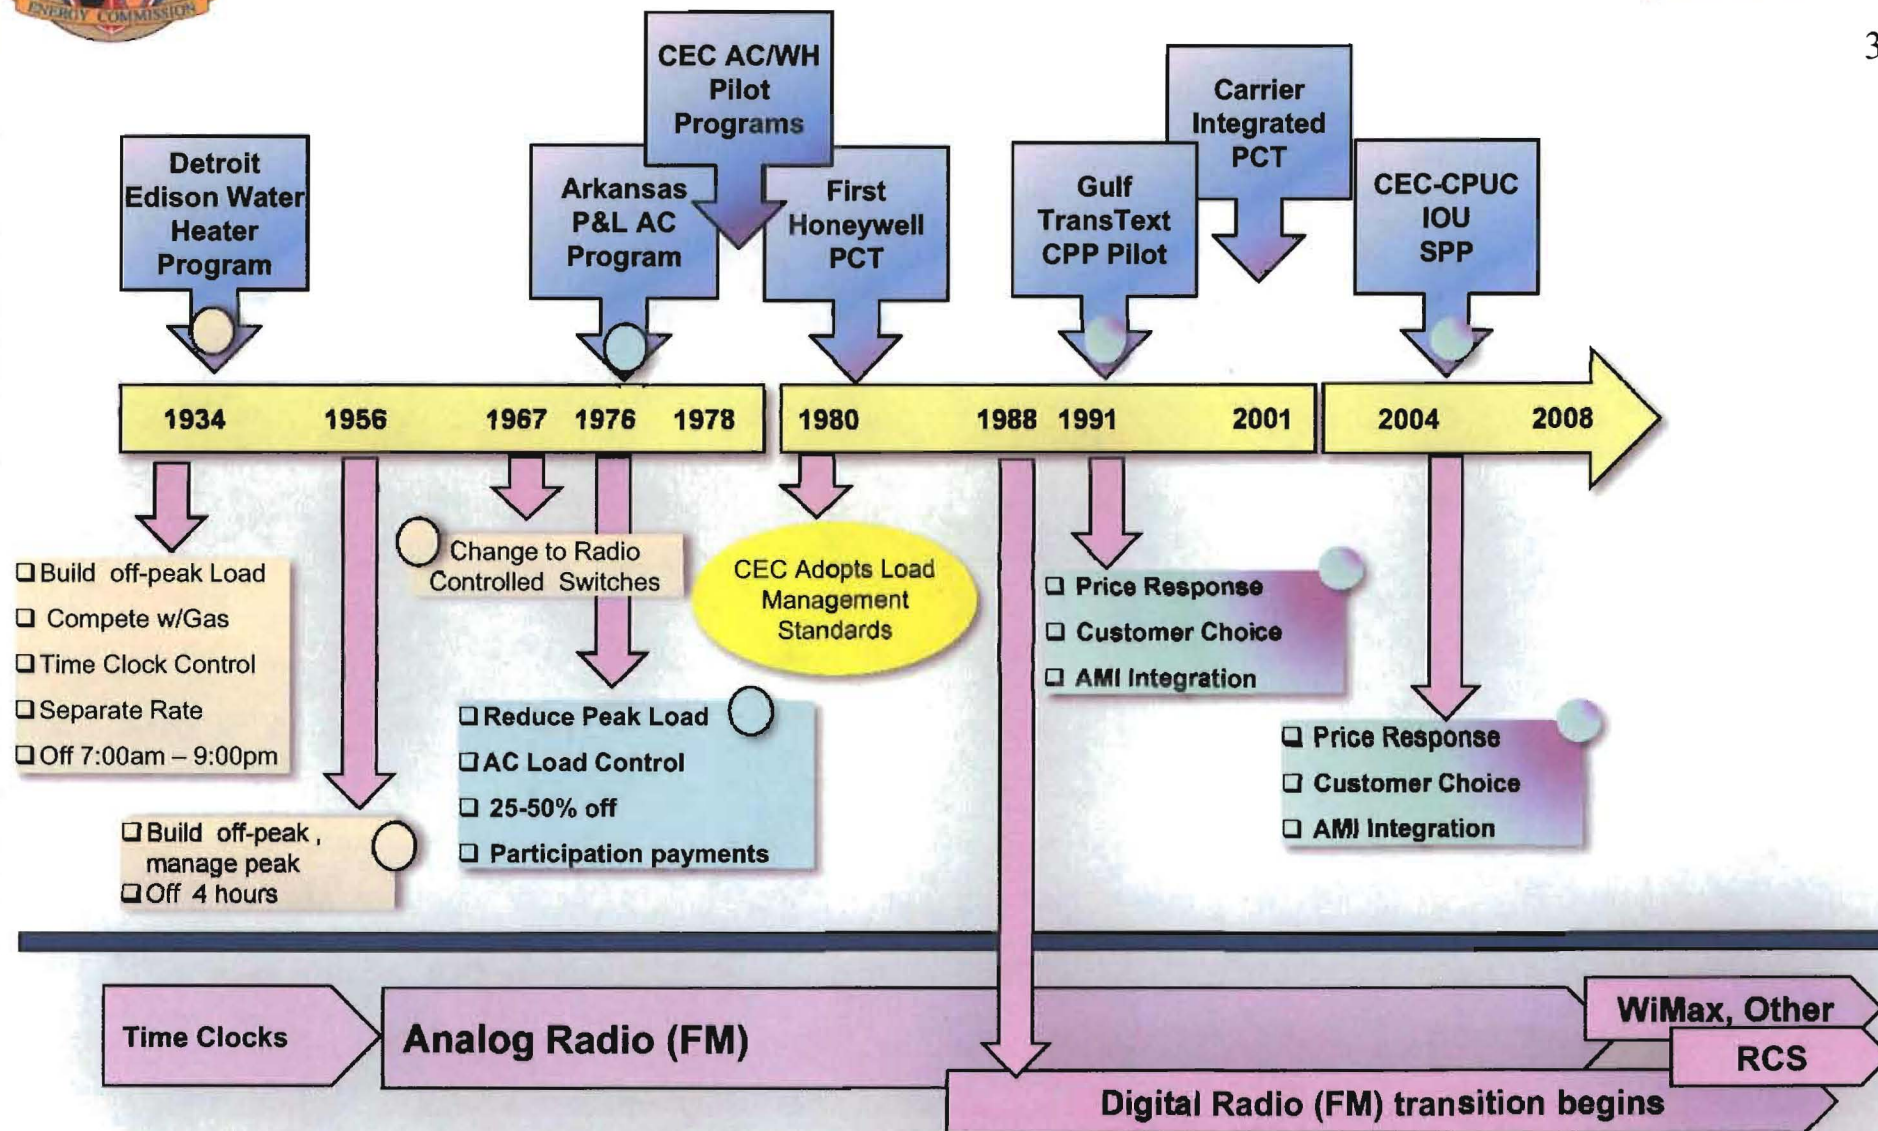 ENERGY COMMISSION
3
CEC AC/WH
Pilot
Programs
Carrier
Integrated
PCT
Detroit
Edison Water
Heater
Program
Arkansas
P&L AC
Program
First
Honeywell
PCT
Gulf
TransText
CPP Pilot
CEC-CPUC
IOU
SPP
1934 1956 1967 1976 1978 1980 1988 1991 2001 2004 2008
❑ Build off-peak Load
❑ Compete w/Gas
❑ Time Clock Control
❑ Separate Rate
❑ Off 7:00am – 9:00pm
❑ Build off-peak ,
manage peak
❑ Off 4 hours
Change to Radio
Controlled Switches
❑ Reduce Peak Load
❑ AC Load Control
❑ 25-50% off
❑ Participation payments
CEC Adopts Load
Management
Standards
❑ Price Response
❑ Customer Choice
❑ AMI Integration
❑ Price Response
❑ Customer Choice
❑ AMI Integration
Time Clocks
Analog Radio (FM)
WiMax, Other
RCS
Digital Radio (FM) transition begins